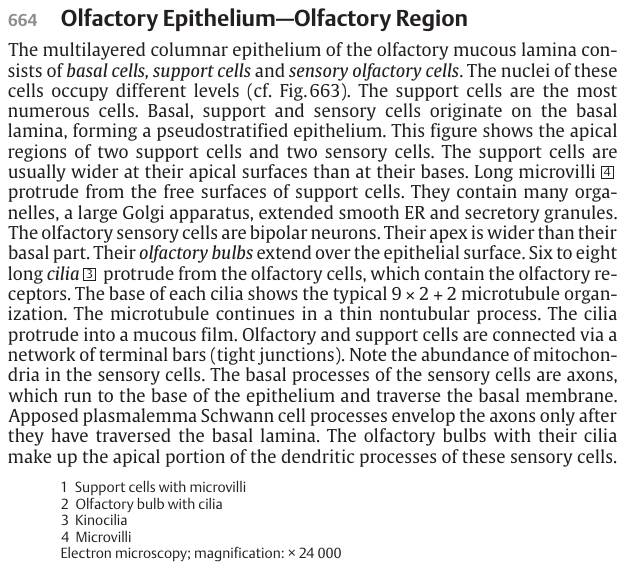 664 Olfactory Epithelium—Olfactory Region
The multilayered columnar epithelium of the olfactory mucous lamina con-
sists of basal cells, support cells and sensory olfactory cells. The nuclei of these
cells occupy different levels (cf. Fig. 663). The support cells are the most
numerous cells. Basal, support and sensory cells originate on the basal
lamina, forming a pseudostratified epithelium. This figure shows the apical
regions of two support cells and two sensory cells. The support cells are
usually wider at their apical surfaces than at their bases. Long microvilli 4
protrude from the free surfaces of support cells. They contain many orga-
nelles, a large Golgi apparatus, extended smooth ER and secretory granules.
The olfactory sensory cells are bipolar neurons. Their apex is wider than their
basal part. Their olfactory bulbs extend over the epithelial surface. Six to eight
long cilia 3 protrude from the olfactory cells, which contain the olfactory re-
ceptors. The base of each cilia shows the typical 9 × 2 + 2 microtubule organ-
ization. The microtubule continues in a thin nontubular process. The cilia
protrude into a mucous film. Olfactory and support cells are connected via a
network of terminal bars (tight junctions). Note the abundance of mitochon-
dria in the sensory cells. The basal processes of the sensory cells are axons,
which run to the base of the epithelium and traverse the basal membrane.
Apposed plasmalemma Schwann cell processes envelop the axons only after
they have traversed the basal lamina. The olfactory bulbs with their cilia
make up the apical portion of the dendritic processes of these sensory cells.
1 Support cells with microvilli
2 Olfactory bulb with cilia
3 Kinocilia
4 Microvilli
Electron microscopy; magnification: × 24 000